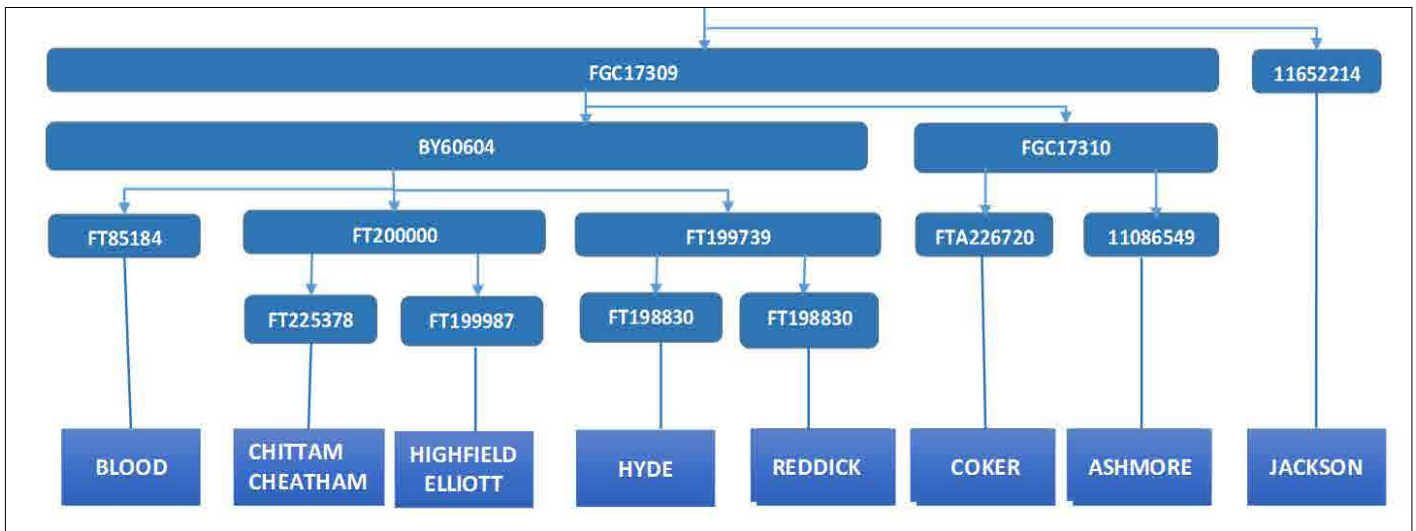 FGC17309
11652214
BY60604
FGC17310
FT85184
FT200000
FT199739
FTA226720
11086549
FT225378
FT199987
FT198830
FT198830
BLOOD
CHITTAM
CHEATHAM
HIGHFIELD
ELLIOTT
HYDE
REDDICK
COKER
ASHMORE
JACKSON